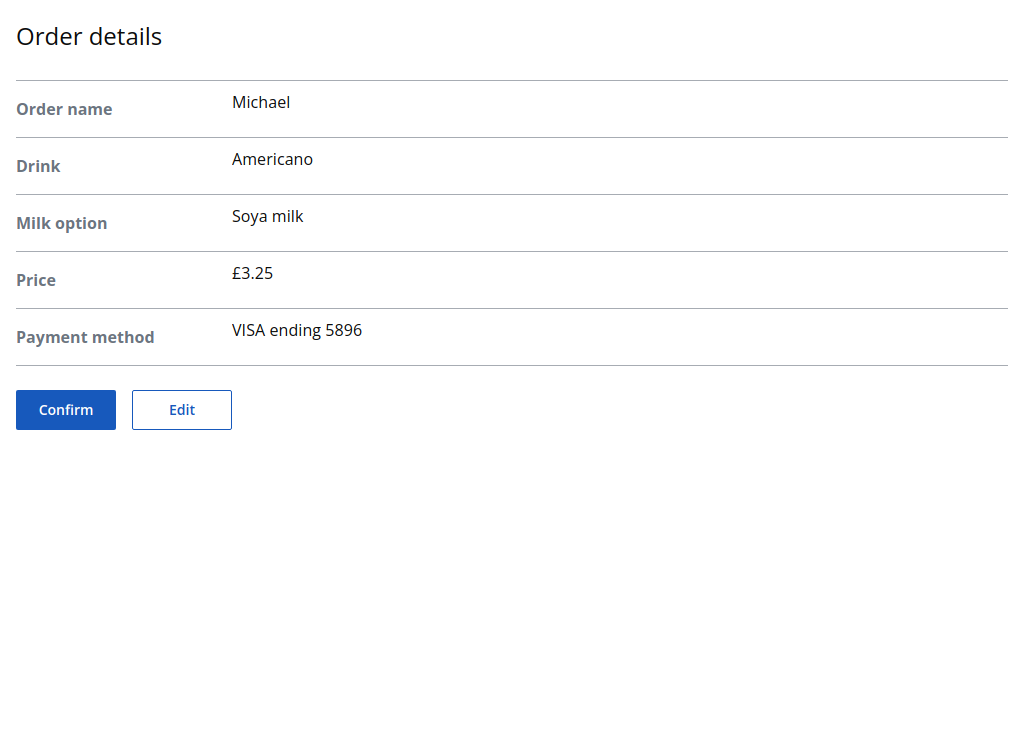 Order details
Order name Michael
Drink Americano
Milk option Soya milk
Price £3.25
Payment method VISA ending 5896
Confirm Edit